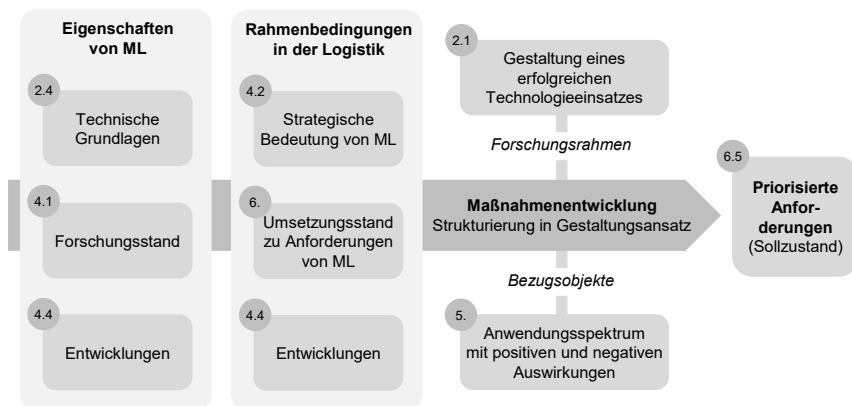 Eigenschaften
von ML
2.4
Technische
Grundlagen
4.1
Forschungsstand
4.4
Entwicklungen
Rahmenbedingungen
in der Logistik
4.2
Strategische
Bedeutung von ML
6.
Umsetzungsstand
zu Anforderungen
von ML
4.4
Entwicklungen
2.1
Gestaltung eines
erfolgreichen
Technologieeinsatzes
Forschungsrahmen
Maßnahmenentwicklung
Strukturierung in Gestaltungsansatz
Bezugsobjekte
5.
Anwendungsspektrum
mit positiven und negativen
Auswirkungen
6.5
Priorisierte
Anfor-
derungen
(Sollzustand)